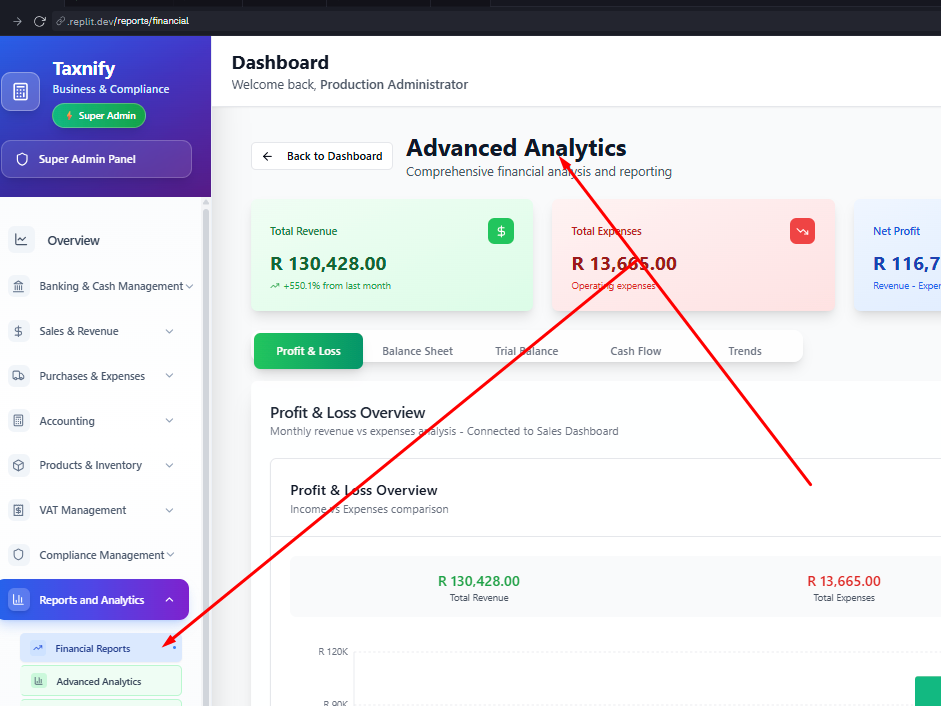 .replit.dev/reports/financial
Taxnify
Business & Compliance
Super Admin
Super Admin Panel
Overview
Banking & Cash Management
Sales & Revenue
Purchases & Expenses
Accounting
Products & Inventory
VAT Management
Compliance Management
Reports and Analytics
Financial Reports
Advanced Analytics
Dashboard
Welcome back, Production Administrator
Back to Dashboard
Advanced Analytics
Comprehensive financial analysis and reporting
Total Revenue
$
R 130,428.00
+550.1% from last month
Total Expenses
R 13,665.00
Operating expenses
Net Profit
R 116,7
Revenue - Exper
Profit & Loss
Balance Sheet
Trial Balance
Cash Flow
Trends
Profit & Loss Overview
Monthly revenue vs expenses analysis - Connected to Sales Dashboard
Profit & Loss Overview
Income vs Expenses comparison
R 130,428.00
Total Revenue
R 13,665.00
Total Expenses
R 120K
R 90K